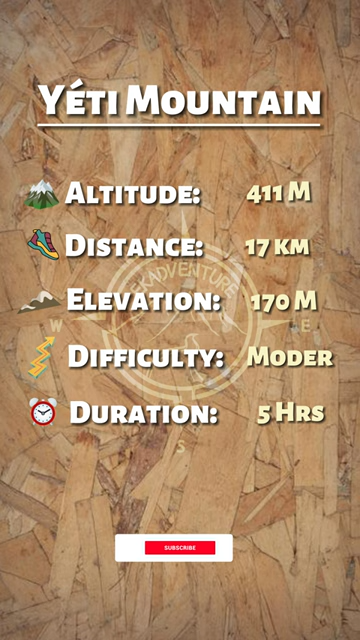 Yéti Mountain
Altitude: 411 M
Distance: 17 km
Elevation: 170 M
Difficulty: Moder
Duration: 5 Hrs
W
E
S
SUBSCRIBE